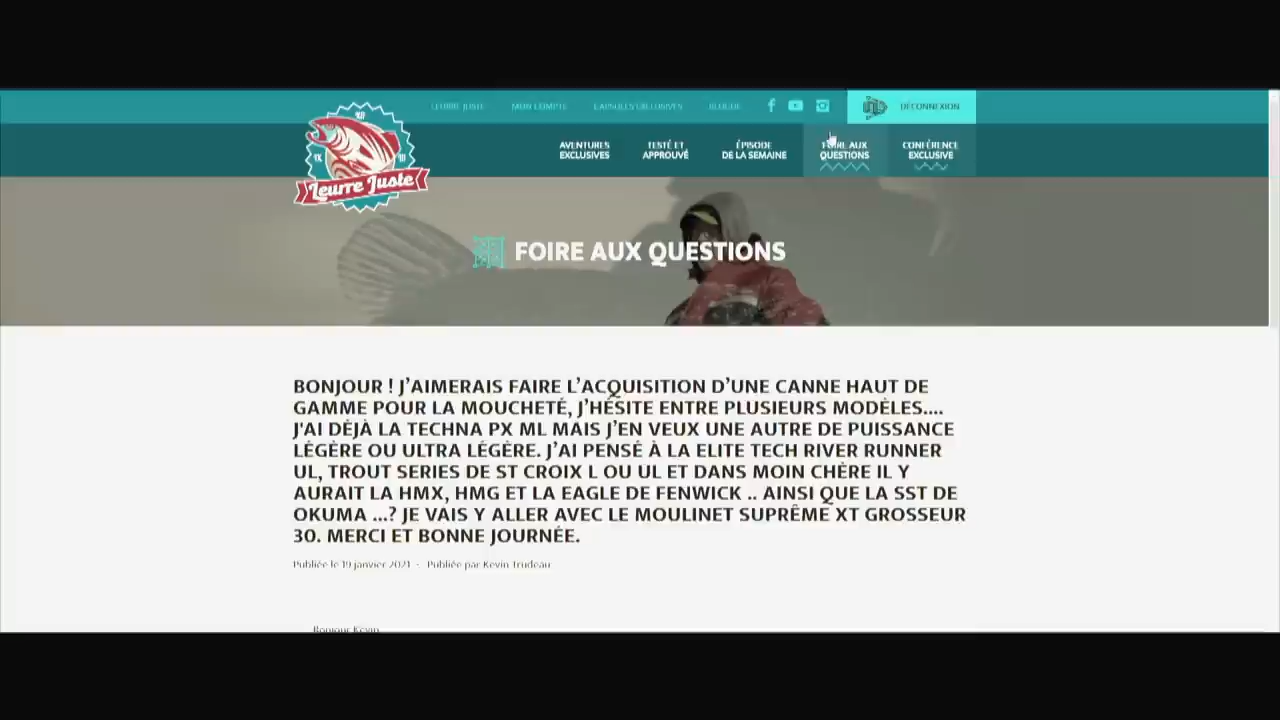 LEURRE JUSTE MON COMPTE CAPSULES EXCLUSIVES BLOGUE DÉCONNEXION
AVENTURES EXCLUSIVES TESTÉ ET APPROUVÉ ÉPISODE DE LA SEMAINE FOIRE AUX QUESTIONS CONFÉRENCE EXCLUSIVE
Leurre Juste
FOIRE AUX QUESTIONS
BONJOUR ! J'AIMERAIS FAIRE L'ACQUISITION D'UNE CANNE HAUT DE
GAMME POUR LA MOUCHETÉ, J'HÉSITE ENTRE PLUSIEURS MODÈLES....
J'AI DÉJÀ LA TECHNA PX ML MAIS J'EN VEUX UNE AUTRE DE PUISSANCE
LÉGÈRE OU ULTRA LÉGÈRE. J'AI PENSÉ À LA ELITE TECH RIVER RUNNER
UL, TROUT SERIES DE ST CROIX L OU UL ET DANS MOIN CHÈRE IL Y
AURAIT LA HMX, HMG ET LA EAGLE DE FENWICK .. AINSI QUE LA SST DE
OKUMA ...? JE VAIS Y ALLER AVEC LE MOULINET SUPRÊME XT GROSSEUR
30. MERCI ET BONNE JOURNÉE.
Publiée le 19 janvier 2021 - Publiée par Kevin Trudeau
Bonjour Kevin